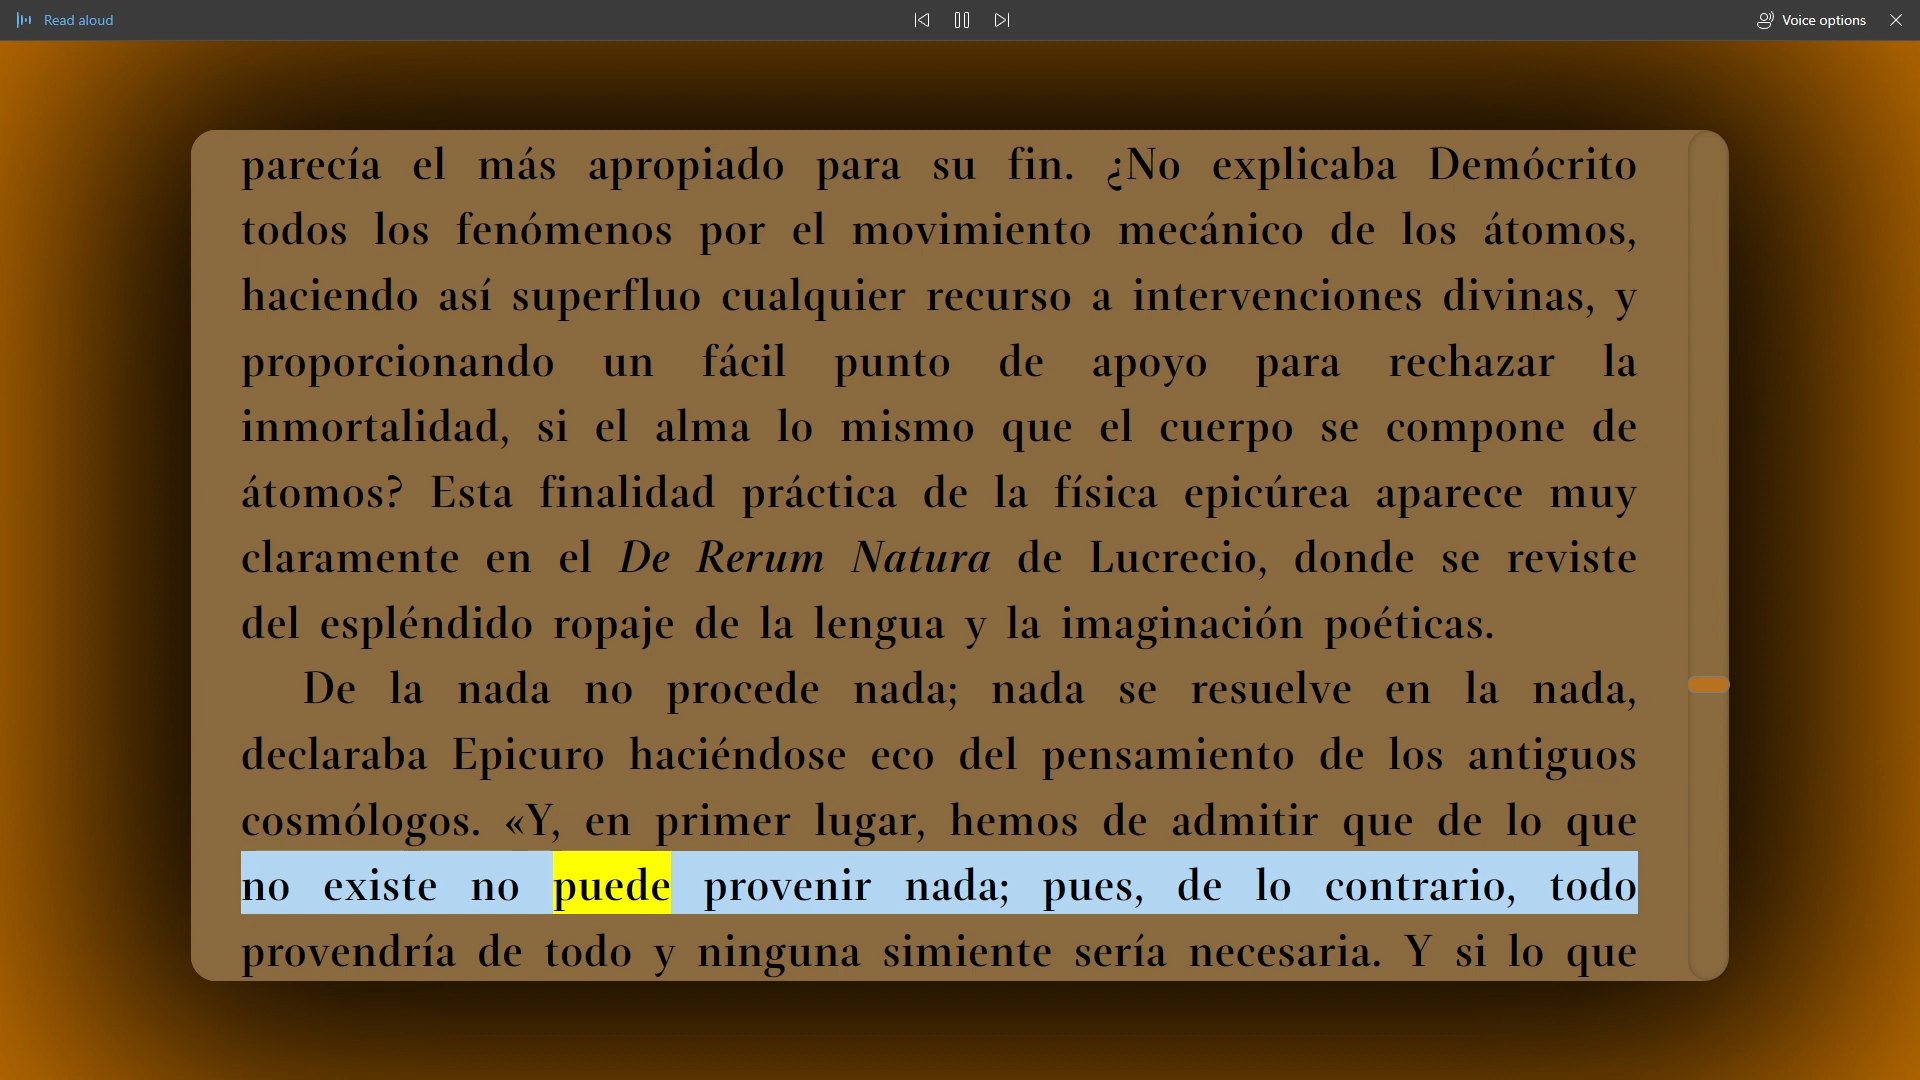 Read aloud
Voice options
parecía el más apropiado para su fin. ¿No explicaba Demócrito
todos los fenómenos por el movimiento mecánico de los átomos,
haciendo así superfluo cualquier recurso a intervenciones divinas, y
proporcionando un fácil punto de apoyo para rechazar la
inmortalidad, si el alma lo mismo que el cuerpo se compone de
átomos? Esta finalidad práctica de la física epicúrea aparece muy
claramente en el De Rerum Natura de Lucrecio, donde se reviste
del espléndido ropaje de la lengua y la imaginación poéticas.
De la nada no procede nada; nada se resuelve en la nada,
declaraba Epicuro haciéndose eco del pensamiento de los antiguos
cosmólogos. «Y, en primer lugar, hemos de admitir que de lo que
no existe no puede provenir nada; pues, de lo contrario, todo
provendría de todo y ninguna simiente sería necesaria. Y si lo que